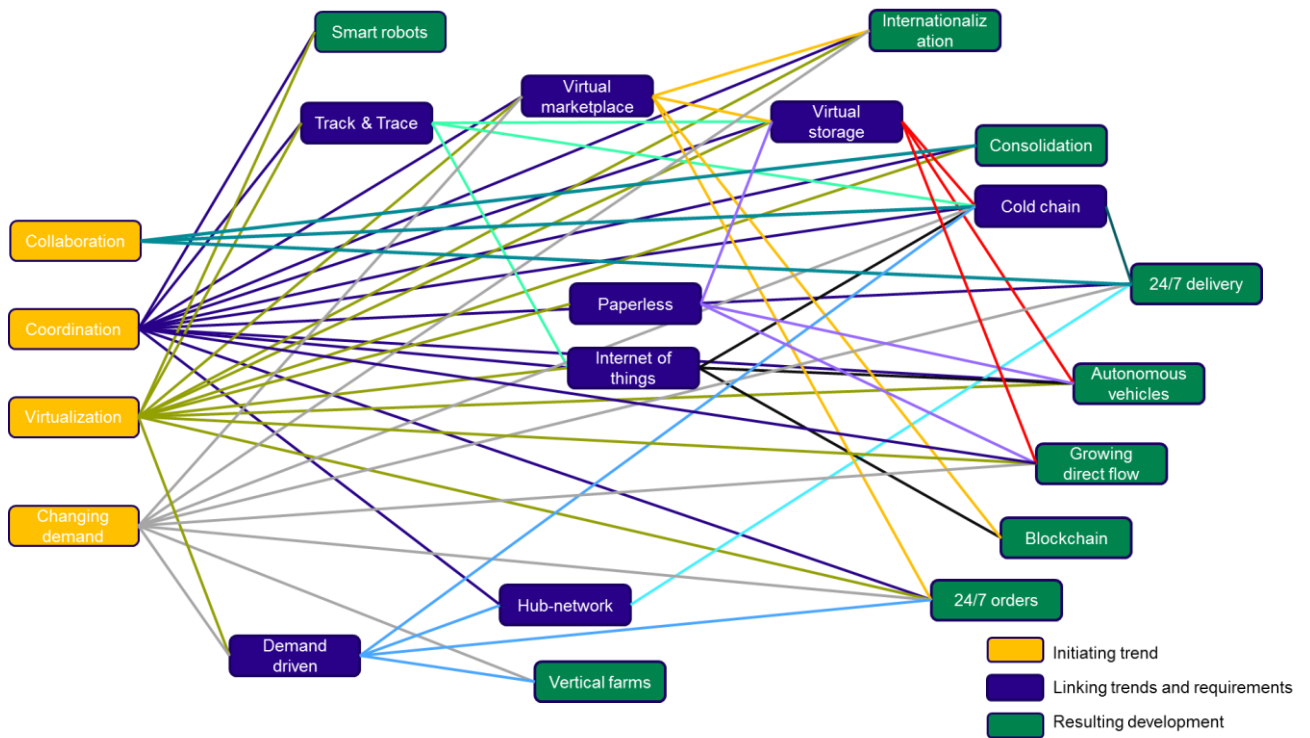 Smart robots
Internationaliz
ation
Virtual
marketplace
Track & Trace
Virtual
storage
Consolidation
Cold chain
Collaboration
24/7 delivery
Paperless
Coordination
Internet of
things
Autonomous
vehicles
Virtualization
Growing
direct flow
Changing
demand
Blockchain
24/7 orders
Hub-network
Demand
driven
Vertical farms
Initiating trend
Linking trends and requirements
Resulting development